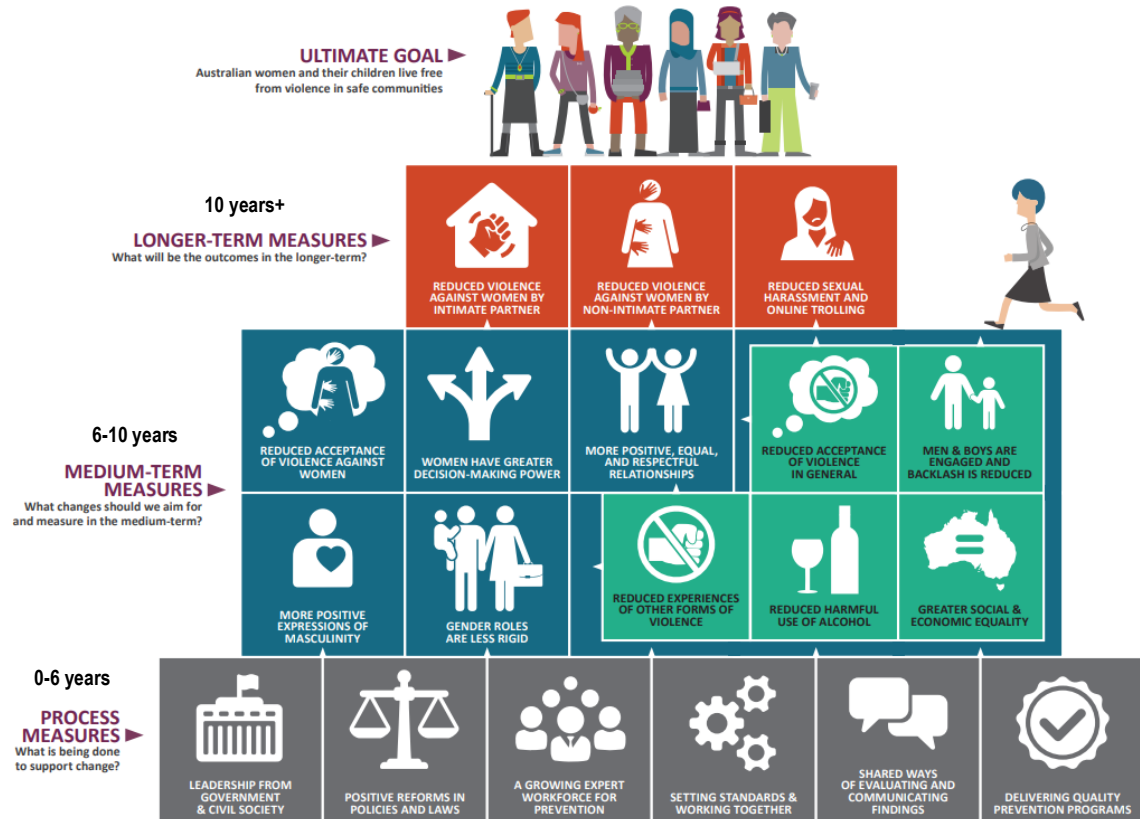 ULTIMATE GOAL
Australian women and their children live free
from violence in safe communities
10 years+
LONGER-TERM MEASURES
What will be the outcomes in the longer-term?
REDUCED VIOLENCE
AGAINST WOMEN BY
INTIMATE PARTNER
REDUCED VIOLENCE
AGAINST WOMEN BY
NON-INTIMATE PARTNER
REDUCED SEXUAL
HARASSMENT AND
ONLINE TROLLING
6-10 years
MEDIUM-TERM
MEASURES
What changes should we aim for
and measure in the medium-term?
REDUCED ACCEPTANCE
OF VIOLENCE AGAINST
WOMEN
WOMEN HAVE GREATER
DECISION-MAKING POWER
MORE POSITIVE, EQUAL,
AND RESPECTFUL
RELATIONSHIPS
REDUCED ACCEPTANCE
OF VIOLENCE
IN GENERAL
MEN & BOYS ARE
ENGAGED AND
BACKLASH IS REDUCED
MORE POSITIVE
EXPRESSIONS OF
MASCULINITY
GENDER ROLES
ARE LESS RIGID
REDUCED EXPERIENCES
OF OTHER FORMS OF
VIOLENCE
REDUCED HARMFUL
USE OF ALCOHOL
GREATER SOCIAL &
ECONOMIC EQUALITY
0-6 years
PROCESS
MEASURES
What is being done
to support change?
LEADERSHIP FROM
GOVERNMENT
& CIVIL SOCIETY
POSITIVE REFORMS IN
POLICIES AND LAWS
A GROWING EXPERT
WORKFORCE FOR
PREVENTION
SETTING STANDARDS &
WORKING TOGETHER
SHARED WAYS
OF EVALUATING AND
COMMUNICATING
FINDINGS
DELIVERING QUALITY
PREVENTION PROGRAMS